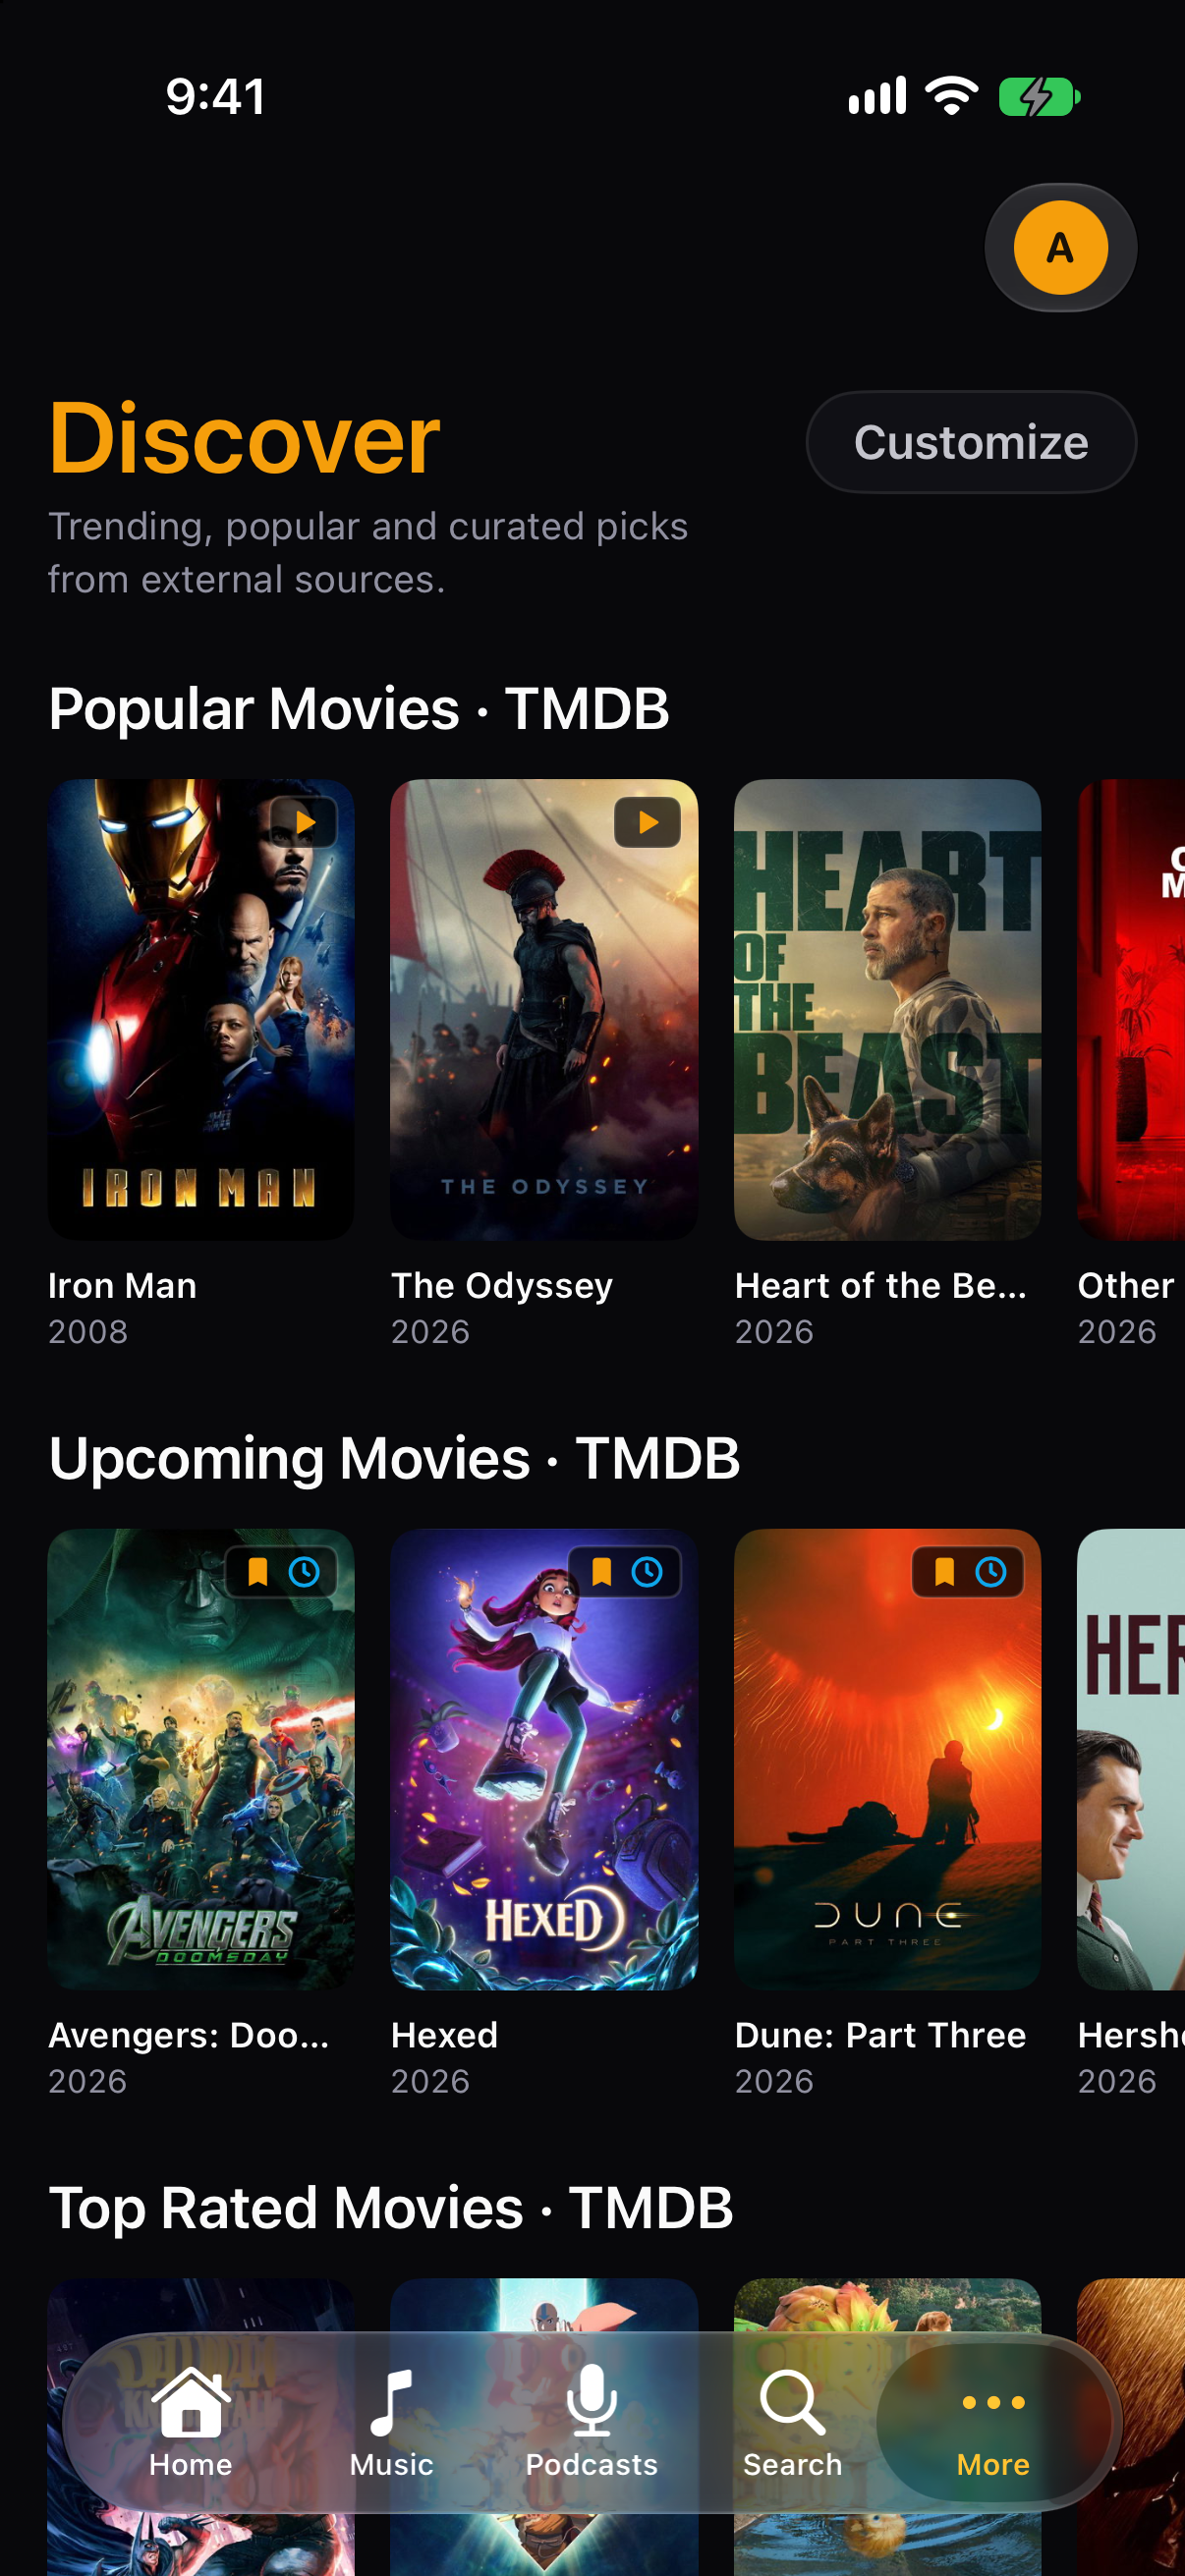 9:41
A
Discover
Customize
Trending, popular and curated picks
from external sources.
Popular Movies · TMDB
IRON MAN
THE ODYSSEY
HEART
OF
THE
BEAST
Iron Man
2008
The Odyssey
2026
Heart of the Be...
2026
Other
2026
Upcoming Movies · TMDB
AVENGERS
DOOMSDAY
HEXED
DUNE
PART THREE
HER
Avengers: Doo...
2026
Hexed
2026
Dune: Part Three
2026
Hersh
2026
Top Rated Movies · TMDB
Home
Music
Podcasts
Search
More